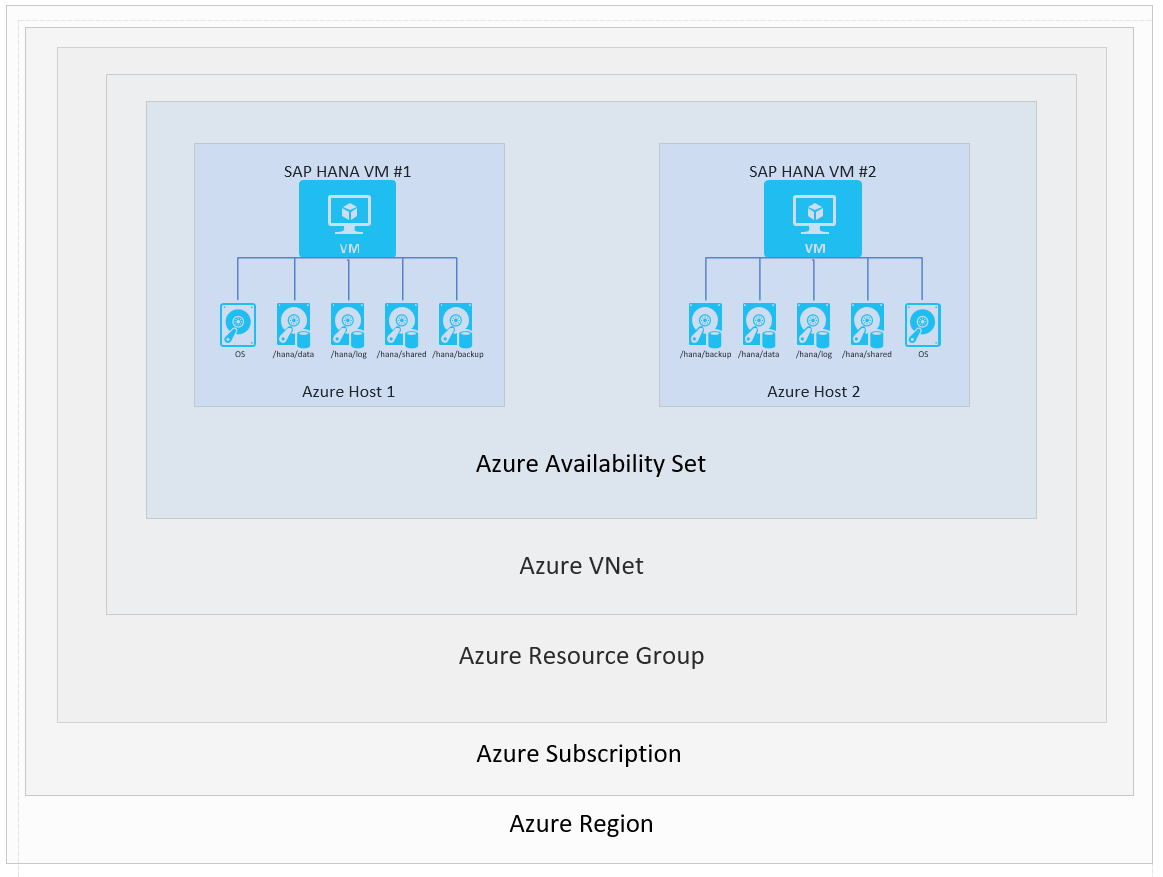 SAP HANA VM #1
VM
OS
/hana/data
/hana/log
/hana/shared
/hana/backup
Azure Host 1
SAP HANA VM #2
VM
/hana/backup
/hana/data
/hana/log
/hana/shared
OS
Azure Host 2
Azure Availability Set
Azure VNet
Azure Resource Group
Azure Subscription
Azure Region